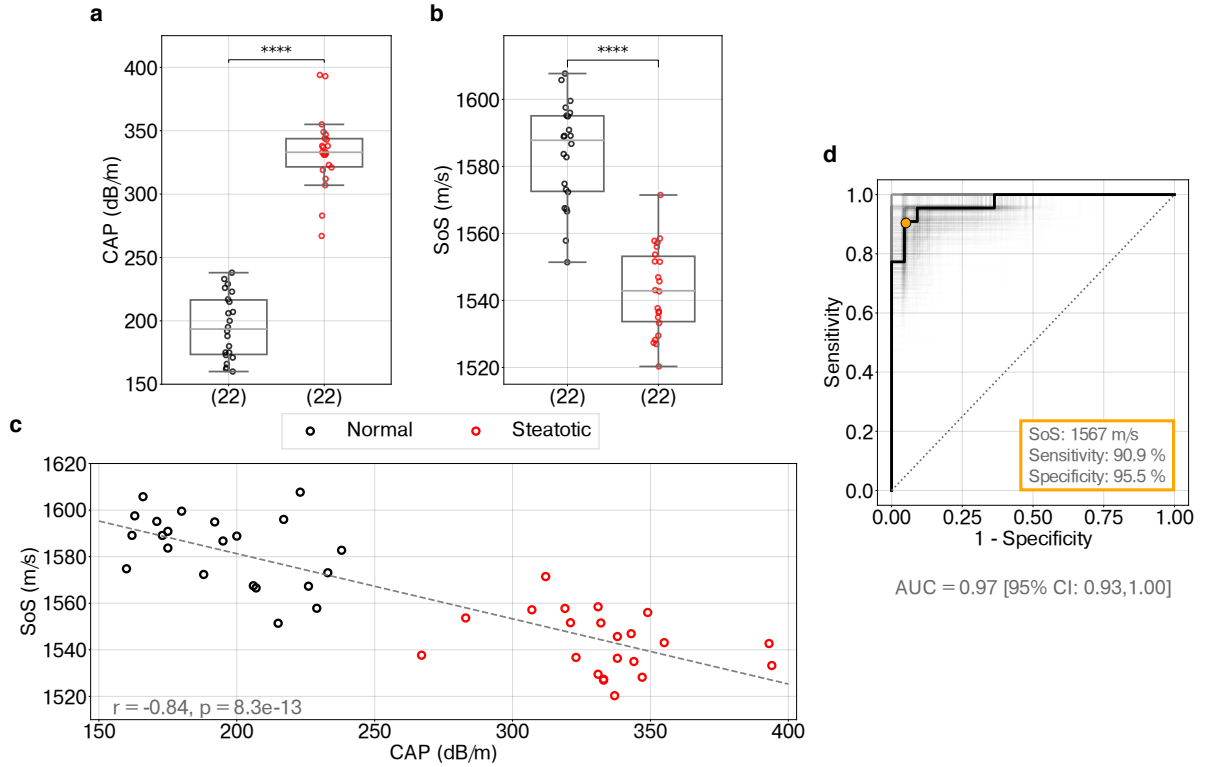 a
****
400
350
300
250
200
150
CAP (dB/m)
(22)
(22)
b
****
1600
1580
1560
1540
1520
SoS (m/s)
(22)
(22)
Normal
Steatotic
c
1620
1600
1580
1560
1540
1520
SoS (m/s)
r = -0.84, p = 8.3e-13
150
200
250
300
350
400
CAP (dB/m)
d
1.0
0.8
0.6
0.4
0.2
0.0
Sensitivity
SoS: 1567 m/s
Sensitivity: 90.9 %
Specificity: 95.5 %
0.00
0.25
0.50
0.75
1.00
1 - Specificity
AUC = 0.97 [95% CI: 0.93,1.00]